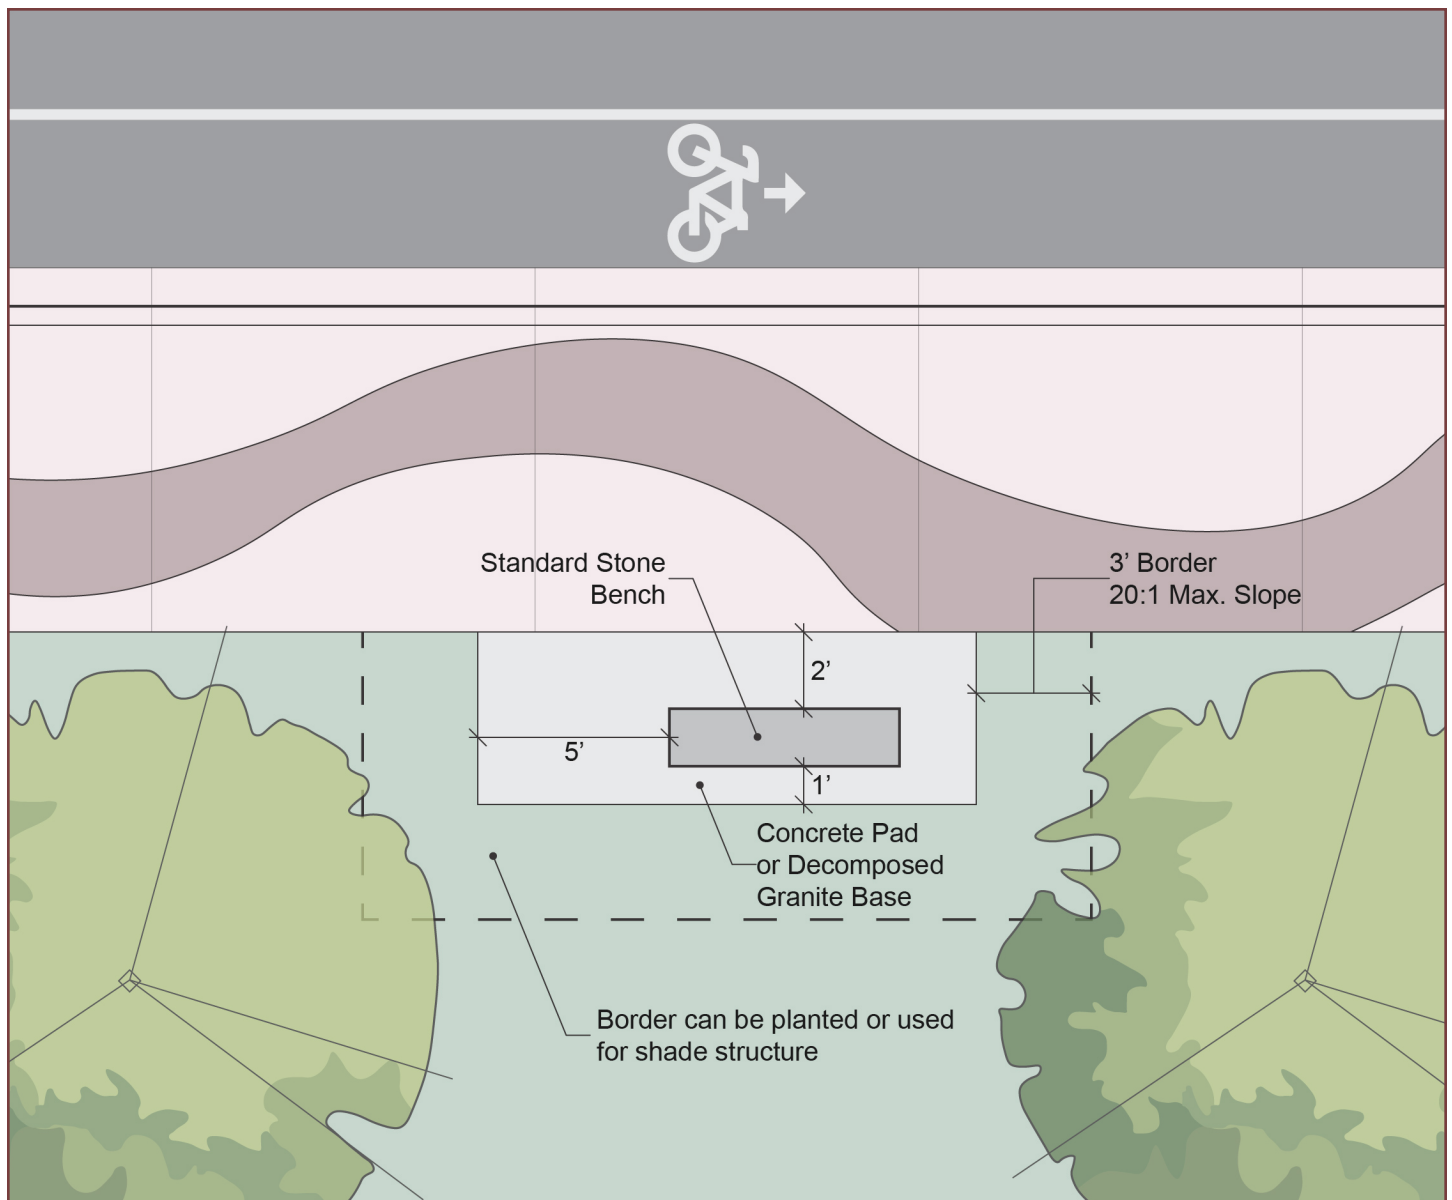 Standard Stone
Bench
3’ Border
20:1 Max. Slope
2’
5’
1’
Concrete Pad
or Decomposed
Granite Base
Border can be planted or used
for shade structure